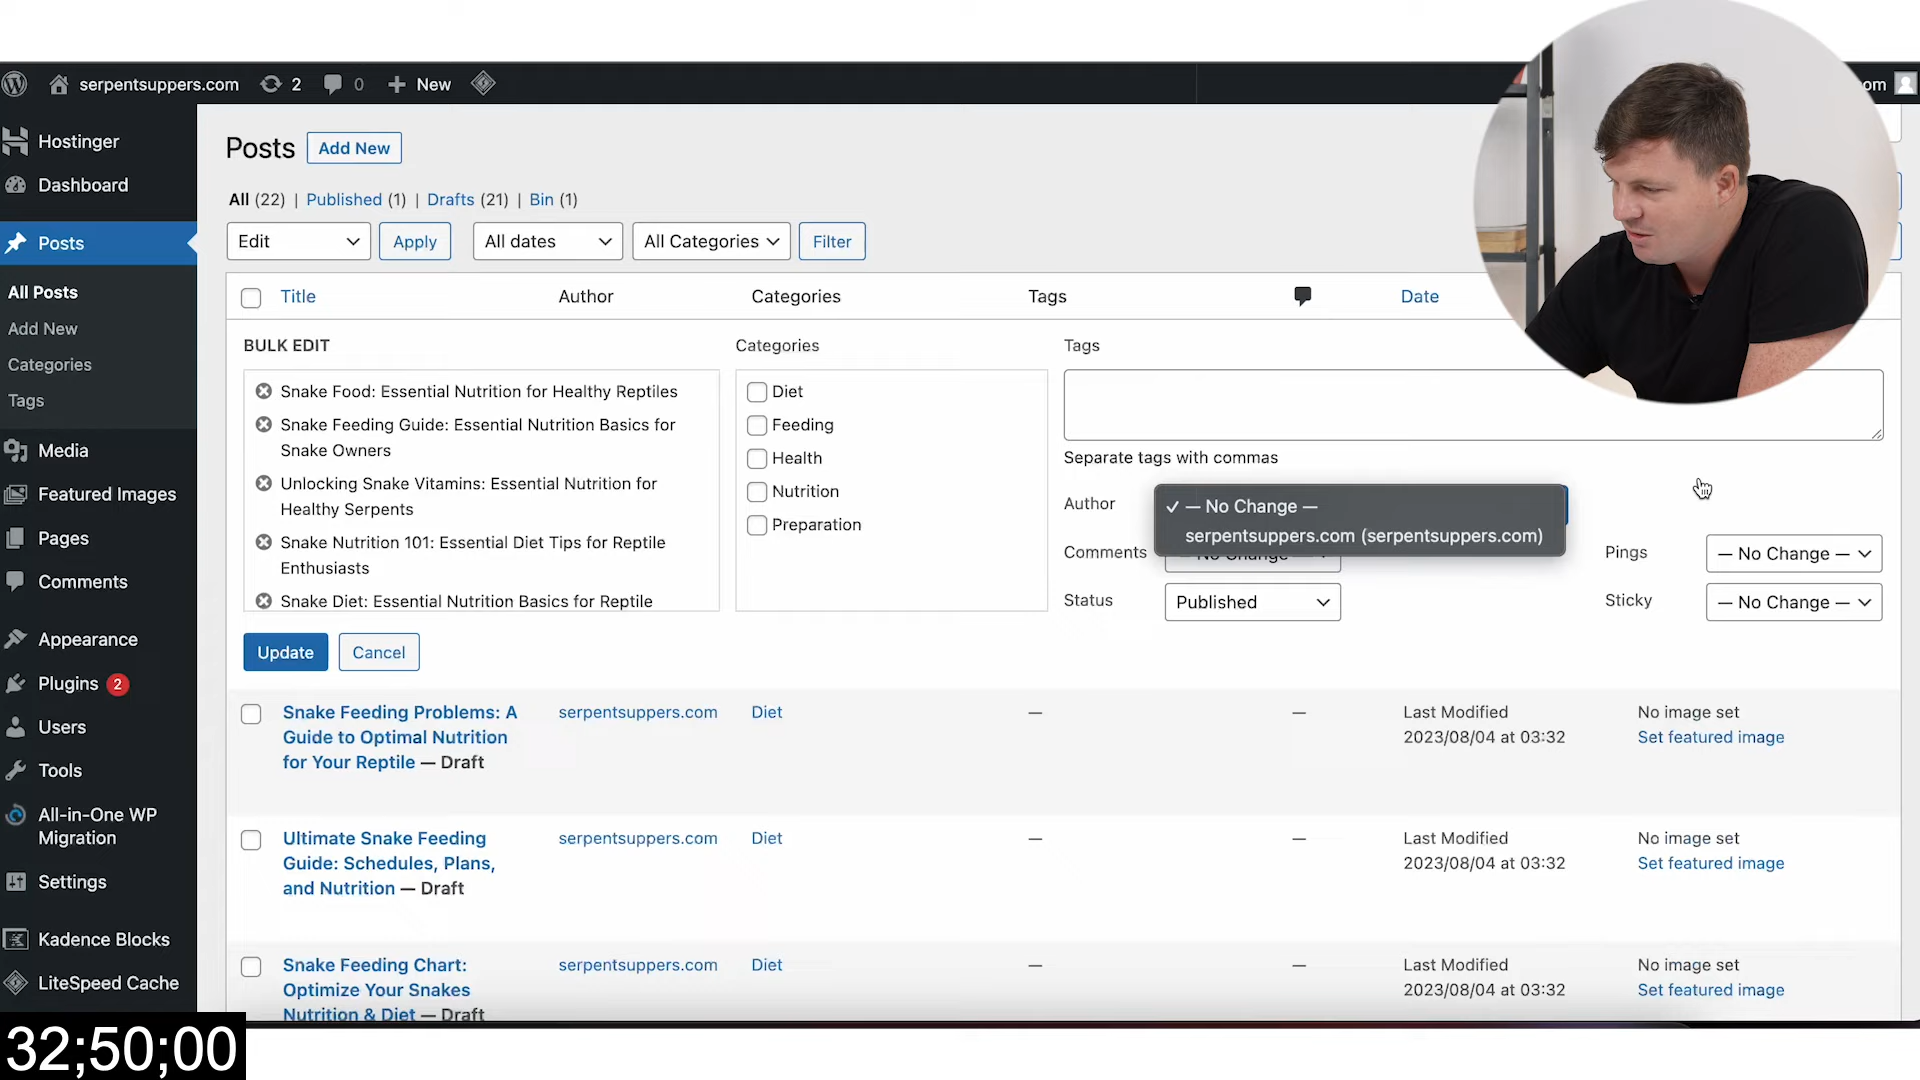 serpentsuppers.com 2 0 New om
Hostinger
Dashboard
Posts
All Posts
Add New
Categories
Tags
Media
Featured Images
Pages
Comments
Appearance
Plugins 2
Users
Tools
All-in-One WP
Migration
Settings
Kadence Blocks
LiteSpeed Cache
Posts Add New
All (22) | Published (1) | Drafts (21) | Bin (1)
Edit Apply All dates All Categories Filter
Title Author Categories Tags Date
BULK EDIT
Snake Food: Essential Nutrition for Healthy Reptiles
Snake Feeding Guide: Essential Nutrition Basics for
Snake Owners
Unlocking Snake Vitamins: Essential Nutrition for
Healthy Serpents
Snake Nutrition 101: Essential Diet Tips for Reptile
Enthusiasts
Snake Diet: Essential Nutrition Basics for Reptile
Categories
Diet
Feeding
Health
Nutrition
Preparation
Tags
Separate tags with commas
Author ✓ — No Change —
serpentsuppers.com (serpentsuppers.com)
Comments — No Change — Pings — No Change —
Status Published Sticky — No Change —
Update Cancel
Snake Feeding Problems: A
Guide to Optimal Nutrition
for Your Reptile — Draft
serpentsuppers.com Diet — —
Last Modified
2023/08/04 at 03:32
No image set
Set featured image
Ultimate Snake Feeding
Guide: Schedules, Plans,
and Nutrition — Draft
serpentsuppers.com Diet — —
Last Modified
2023/08/04 at 03:32
No image set
Set featured image
Snake Feeding Chart:
Optimize Your Snakes
Nutrition & Diet — Draft
serpentsuppers.com Diet — —
Last Modified
2023/08/04 at 03:32
No image set
Set featured image
32;50;00